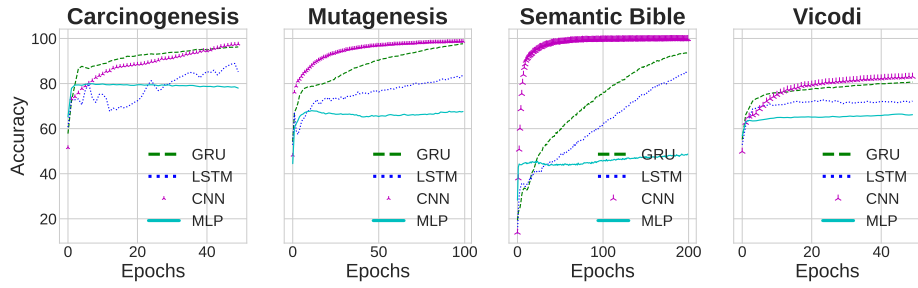 Carcinogenesis Mutagenesis Semantic Bible Vicodi
Accuracy
100
80
60
40
20
GRU
LSTM
CNN
MLP
0 20 40
Epochs
GRU
LSTM
CNN
MLP
0 50 100
Epochs
GRU
LSTM
CNN
MLP
0 100 200
Epochs
GRU
LSTM
CNN
MLP
0 20 40
Epochs